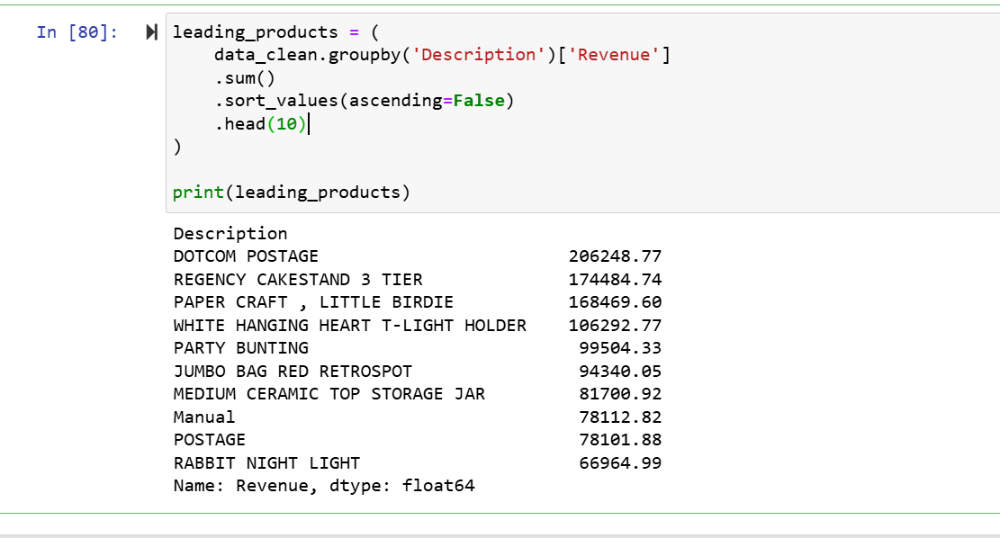 In [80]:
leading_products = (
    data_clean.groupby('Description')['Revenue']
    .sum()
    .sort_values(ascending=False)
    .head(10)
)
print(leading_products)
Description
DOTCOM POSTAGE                        206248.77
REGENCY CAKESTAND 3 TIER              174484.74
PAPER CRAFT , LITTLE BIRDIE           168469.60
WHITE HANGING HEART T-LIGHT HOLDER    106292.77
PARTY BUNTING                          99504.33
JUMBO BAG RED RETROSPOT                94340.05
MEDIUM CERAMIC TOP STORAGE JAR         81700.92
Manual                                 78112.82
POSTAGE                                78101.88
RABBIT NIGHT LIGHT                     66964.99
Name: Revenue, dtype: float64